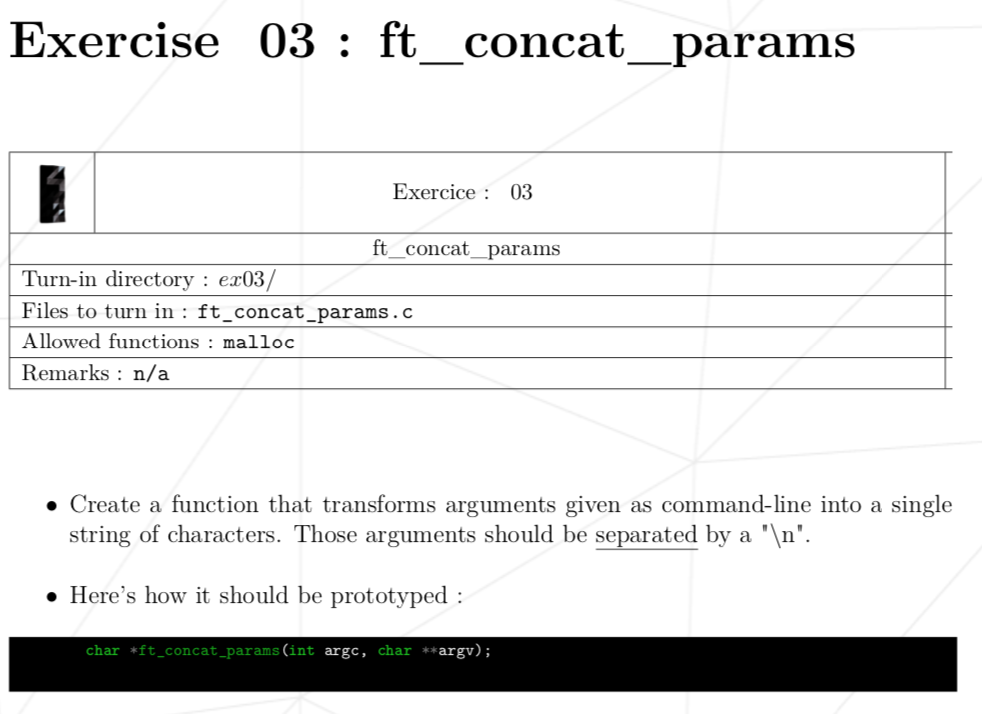 Exercise 03 : ft_concat_params
Exercice : 03
ft_concat_params
Turn-in directory : ex03/
Files to turn in : ft_concat_params.c
Allowed functions : malloc
Remarks : n/a
• Create a function that transforms arguments given as command-line into a single
string of characters. Those arguments should be separated by a "\n".
• Here's how it should be prototyped :
char *ft_concat_params(int argc, char **argv);